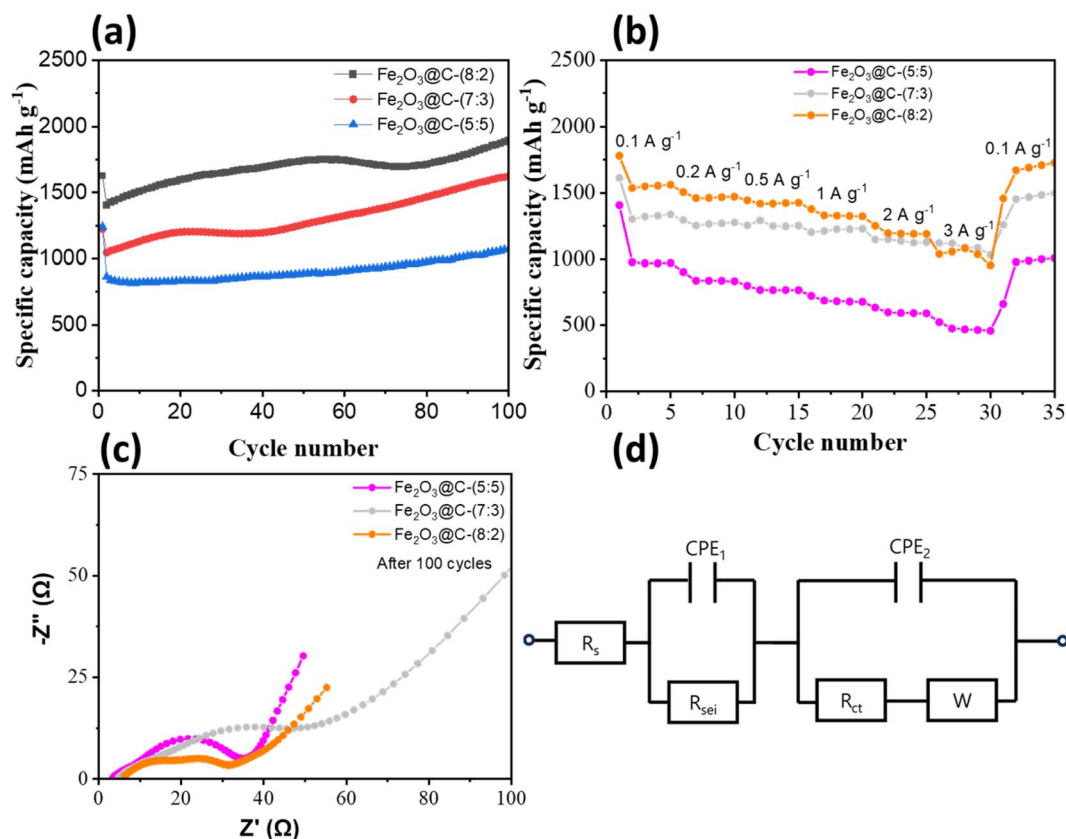 (a)
2500
2000
1500
1000
500
0
Specific capacity (mAh g⁻¹)
Fe₂O₃@C-(8:2)
Fe₂O₃@C-(7:3)
Fe₂O₃@C-(5:5)
0 20 40 60 80 100
Cycle number
(b)
2500
2000
1500
1000
500
0
Specific capacity (mAh g⁻¹)
Fe₂O₃@C-(5:5)
Fe₂O₃@C-(7:3)
Fe₂O₃@C-(8:2)
0.1 A g⁻¹
0.2 A g⁻¹
0.5 A g⁻¹
1 A g⁻¹
2 A g⁻¹
3 A g⁻¹
0.1 A g⁻¹
0 5 10 15 20 25 30 35
Cycle number
(c)
75
50
25
0
-Z'' (Ω)
Fe₂O₃@C-(5:5)
Fe₂O₃@C-(7:3)
Fe₂O₃@C-(8:2)
After 100 cycles
0 20 40 60 80 100
Z' (Ω)
(d)
CPE₁
CPE₂
Rₛ
R_sei
R_ct
W